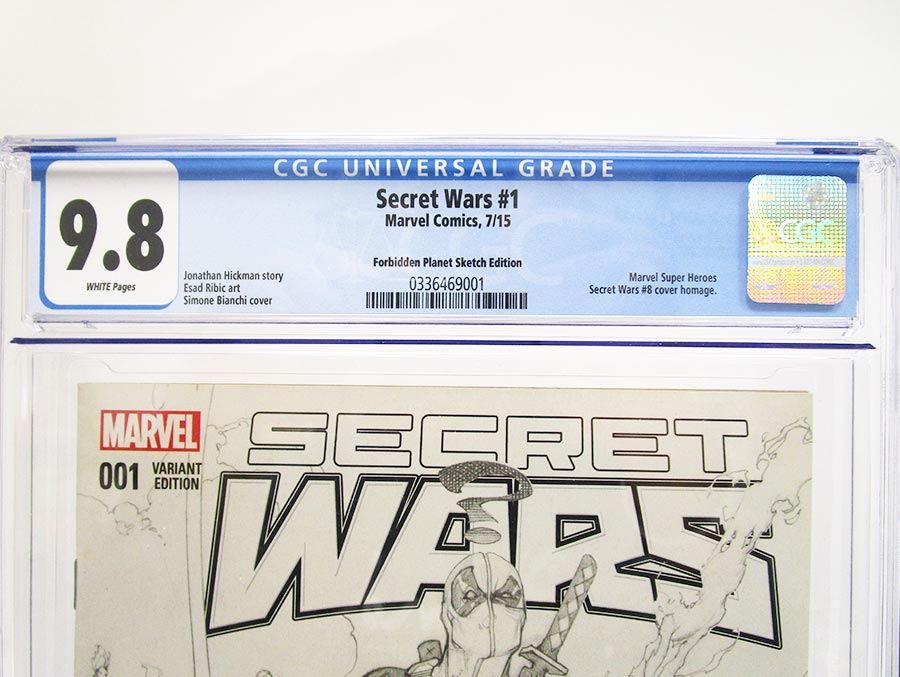 CGC UNIVERSAL GRADE
9.8
WHITE Pages
Jonathan Hickman story
Esad Ribic art
Simone Bianchi cover
Secret Wars #1
Marvel Comics, 7/15
Forbidden Planet Sketch Edition
0336469001
Marvel Super Heroes
Secret Wars #8 cover homage.
CGC
MARVEL
001
VARIANT
EDITION
SECRET
WARS